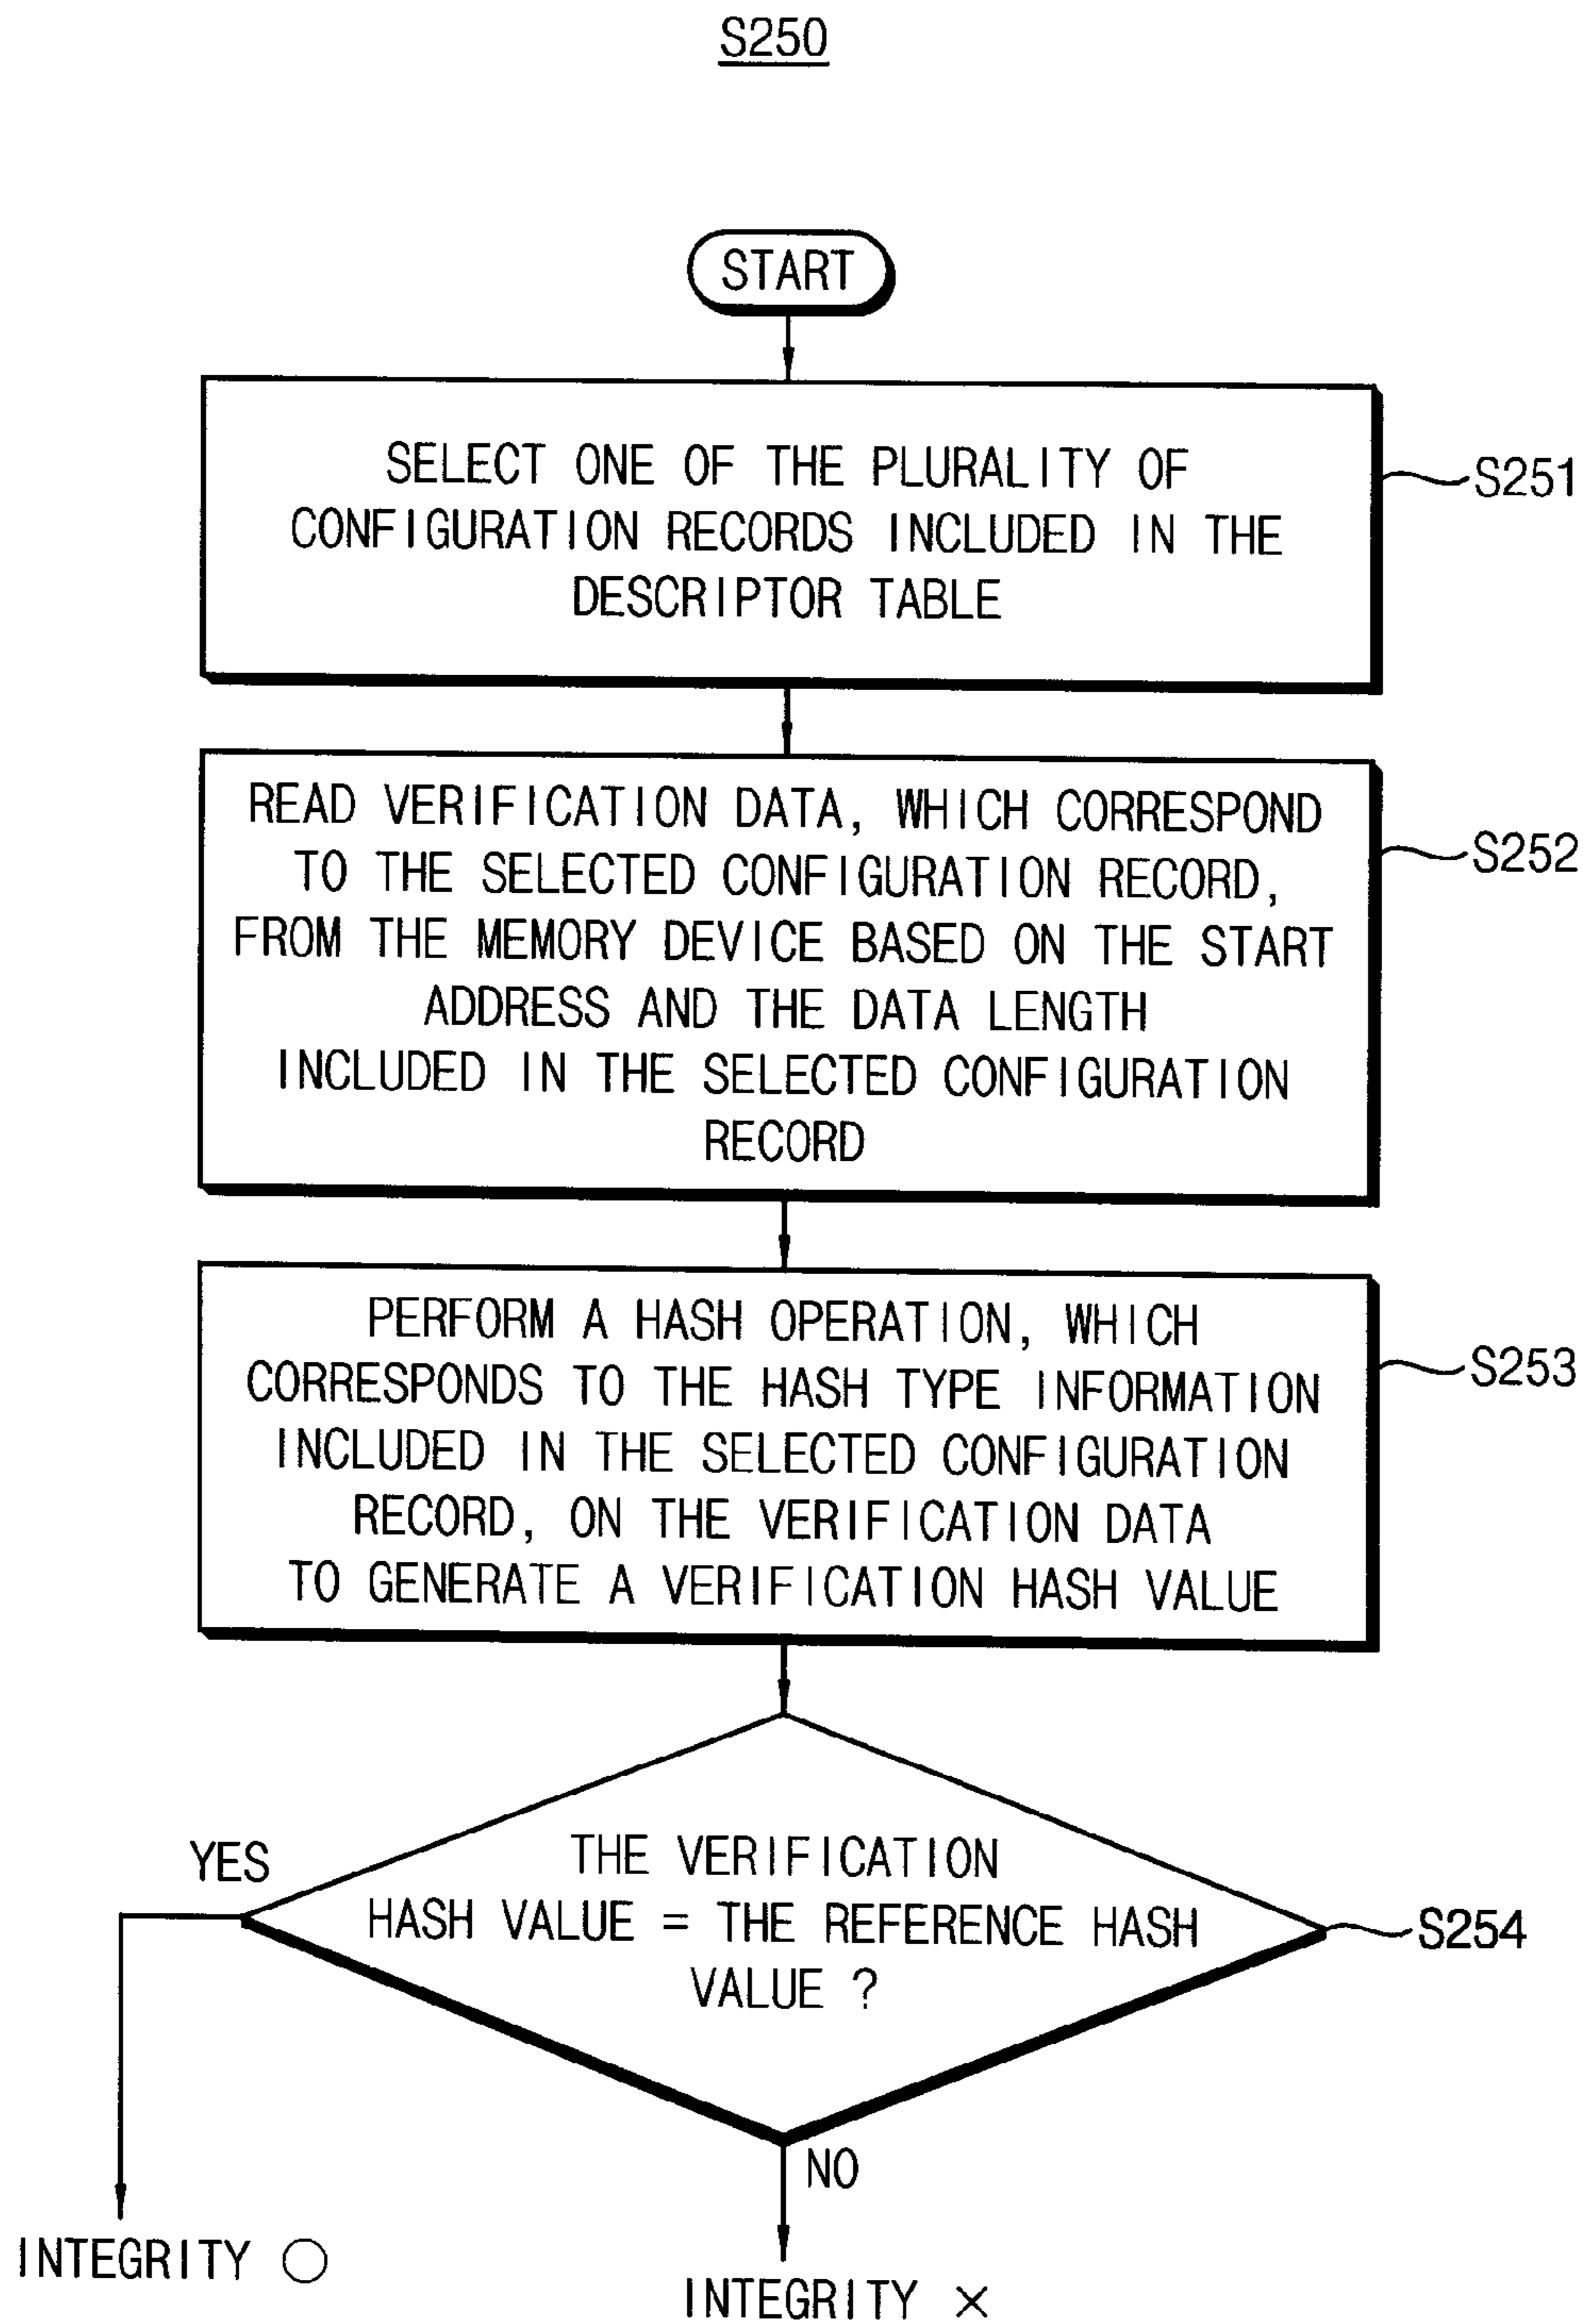 S250
START
SELECT ONE OF THE PLURALITY OF
CONFIGURATION RECORDS INCLUDED IN THE
DESCRIPTOR TABLE
S251
READ VERIFICATION DATA, WHICH CORRESPOND
TO THE SELECTED CONFIGURATION RECORD,
FROM THE MEMORY DEVICE BASED ON THE START
ADDRESS AND THE DATA LENGTH
INCLUDED IN THE SELECTED CONFIGURATION
RECORD
S252
PERFORM A HASH OPERATION, WHICH
CORRESPONDS TO THE HASH TYPE INFORMATION
INCLUDED IN THE SELECTED CONFIGURATION
RECORD, ON THE VERIFICATION DATA
TO GENERATE A VERIFICATION HASH VALUE
S253
YES
THE VERIFICATION
HASH VALUE = THE REFERENCE HASH
VALUE ?
S254
NO
INTEGRITY ○
INTEGRITY ×